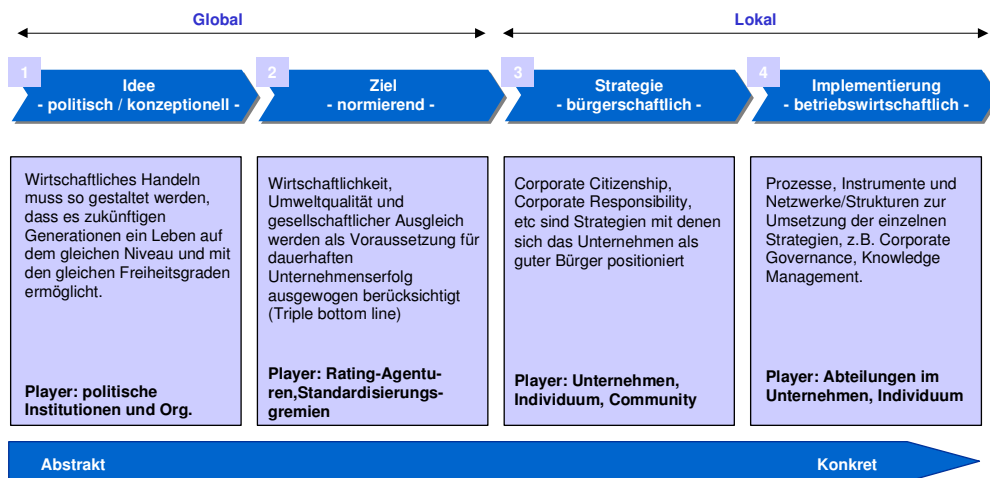 Global
Lokal
1
Idee
- politisch / konzeptionell -
2
Ziel
- normierend -
3
Strategie
- bürgerschaftlich -
4
Implementierung
- betriebswirtschaftlich -
Wirtschaftliches Handeln
muss so gestaltet werden,
dass es zukünftigen
Generationen ein Leben auf
dem gleichen Niveau und mit
den gleichen Freiheitsgraden
ermöglicht.
Player: politische
Institutionen und Org.
Wirtschaftlichkeit,
Umweltqualität und
gesellschaftlicher Ausgleich
werden als Voraussetzung für
dauerhaften
Unternehmenserfolg
ausgewogen berücksichtigt
(Triple bottom line)
Player: Rating-Agentu-
ren,Standardisierungs-
gremien
Corporate Citizenship,
Corporate Responsibility,
etc sind Strategien mit denen
sich das Unternehmen als
guter Bürger positioniert
Player: Unternehmen,
Individuum, Community
Prozesse, Instrumente und
Netzwerke/Strukturen zur
Umsetzung der einzelnen
Strategien, z.B. Corporate
Governance, Knowledge
Management.
Player: Abteilungen im
Unternehmen, Individuum
Abstrakt
Konkret